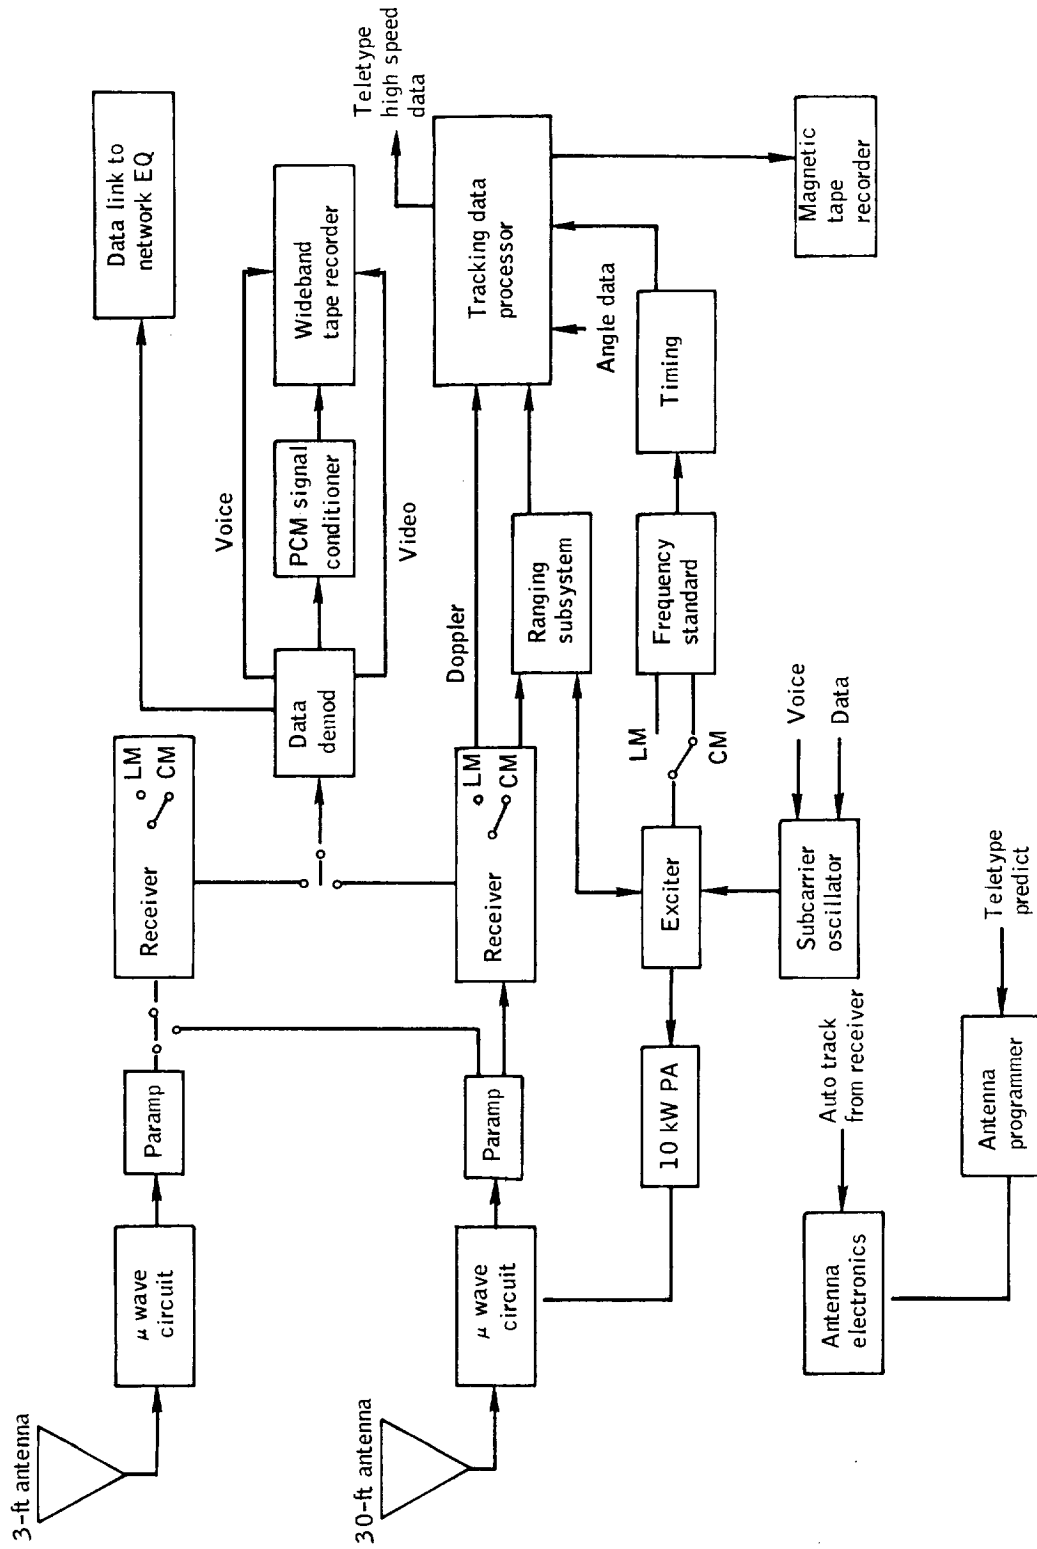 3-ft antenna
μ wave
circuit
Paramp
Receiver
LM
CM
Data link to
network EQ
Voice
Data
demod
PCM signal
conditioner
Wideband
tape recorder
Video
30-ft antenna
μ wave
circuit
Paramp
Receiver
LM
CM
Doppler
Ranging
subsystem
Tracking data
processor
Teletype
high speed
data
Angle data
10 kW PA
Exciter
LM
CM
Frequency
standard
Timing
Magnetic
tape
recorder
Subcarrier
oscillator
Voice
Data
Antenna
electronics
Auto track
from receiver
Antenna
programmer
Teletype
predict